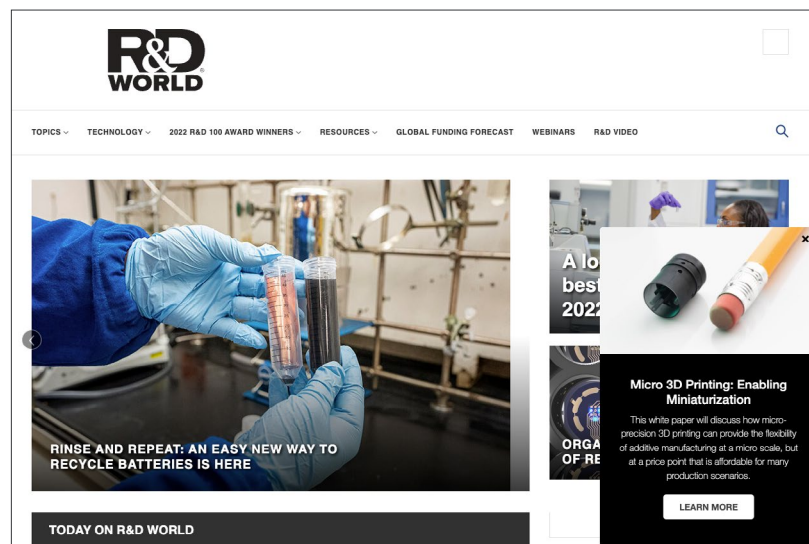 R&D
WORLD
TOPICS
TECHNOLOGY
2022 R&D 100 AWARD WINNERS
RESOURCES
GLOBAL FUNDING FORECAST
WEBINARS
R&D VIDEO
RINSE AND REPEAT: AN EASY NEW WAY TO
RECYCLE BATTERIES IS HERE
A
best
2022
OF
Micro 3D Printing: Enabling
Miniaturization
This white paper will discuss how micro-
precision 3D printing can provide the flexibility
of additive manufacturing at a micro scale, but
at a price point that is affordable for many
production scenarios.
LEARN MORE
TODAY ON R&D WORLD